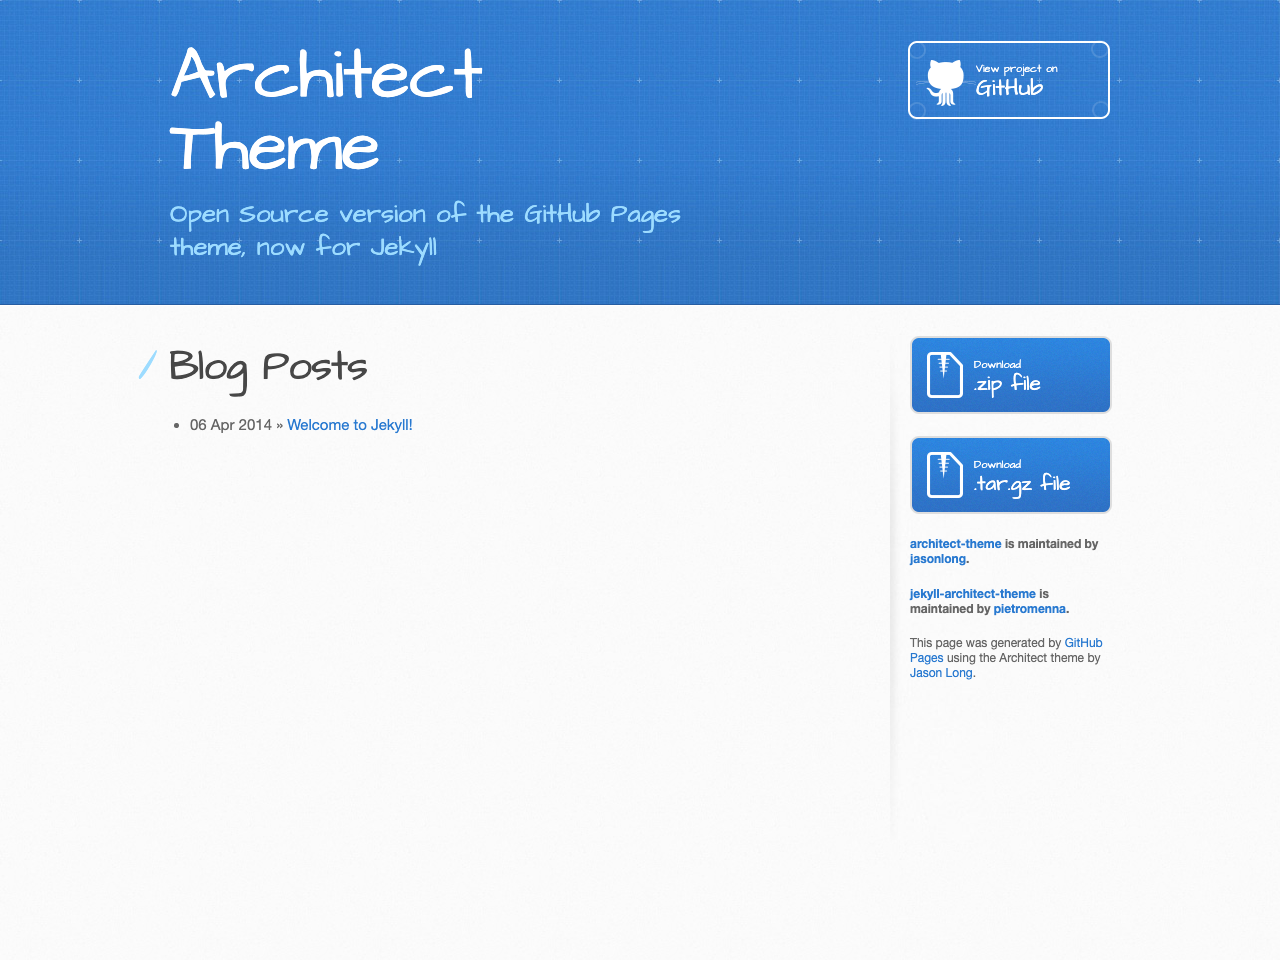 Architect
Theme
Open Source version of the GitHub Pages
theme, now for Jekyll
View project on
GitHub
Blog Posts
06 Apr 2014 » Welcome to Jekyll!
Download
.zip file
Download
.tar.gz file
architect-theme is maintained by
jasonlong.
jekyll-architect-theme is
maintained by pietromenna.
This page was generated by GitHub
Pages using the Architect theme by
Jason Long.